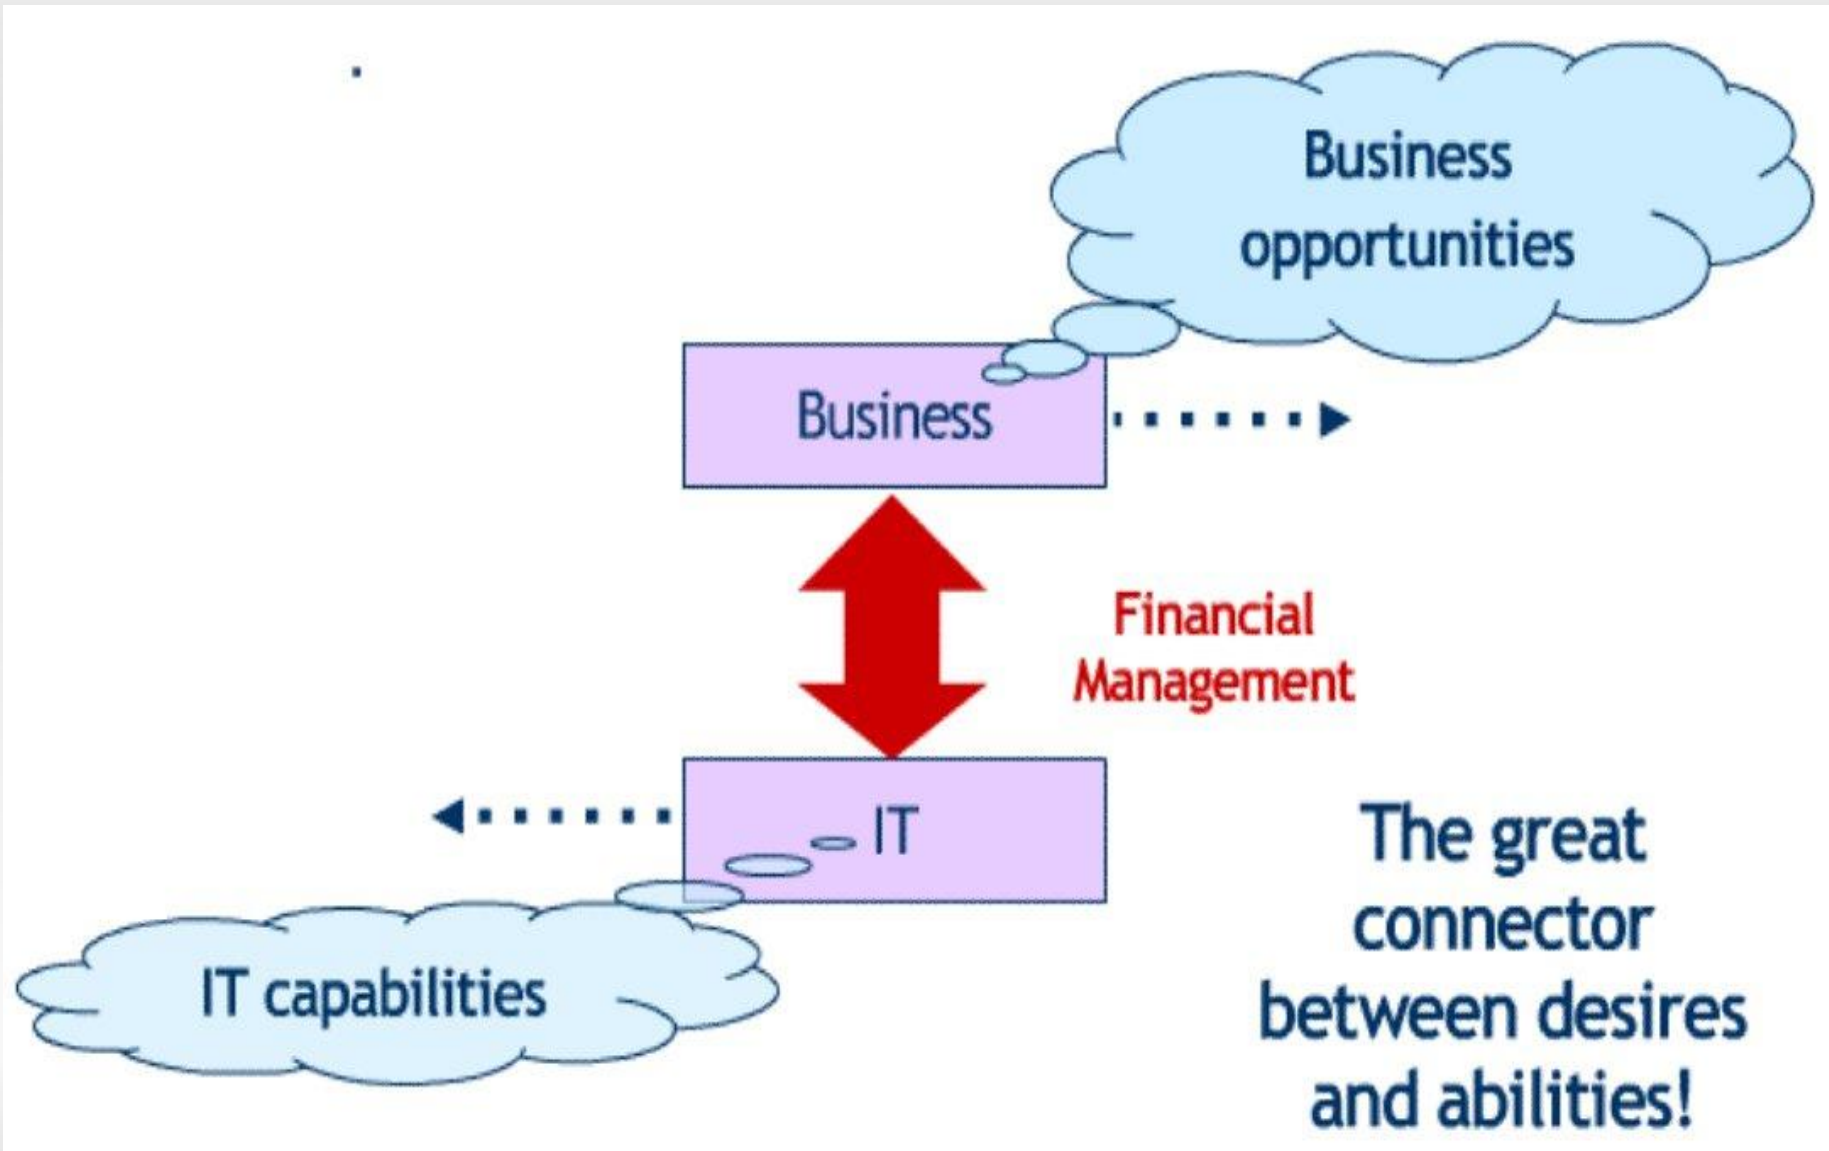 Business
opportunities
Business
Financial
Management
IT
IT capabilities
The great
connector
between desires
and abilities!